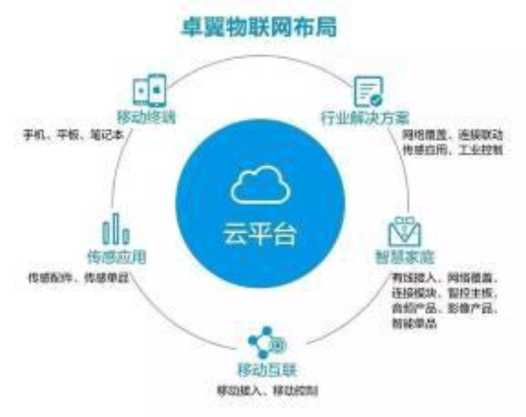 卓翼物联网布局
移动终端
手机、平板、笔记本
行业解决方案
网络覆盖、连接联动
传感应用、工业控制
云平台
传感应用
传感配件、传感单品
智慧家庭
有线接入、网络覆盖、
连接模块、智控主板、
音频产品、影像产品、
智能单品
移动互联
移动接入、移动控制